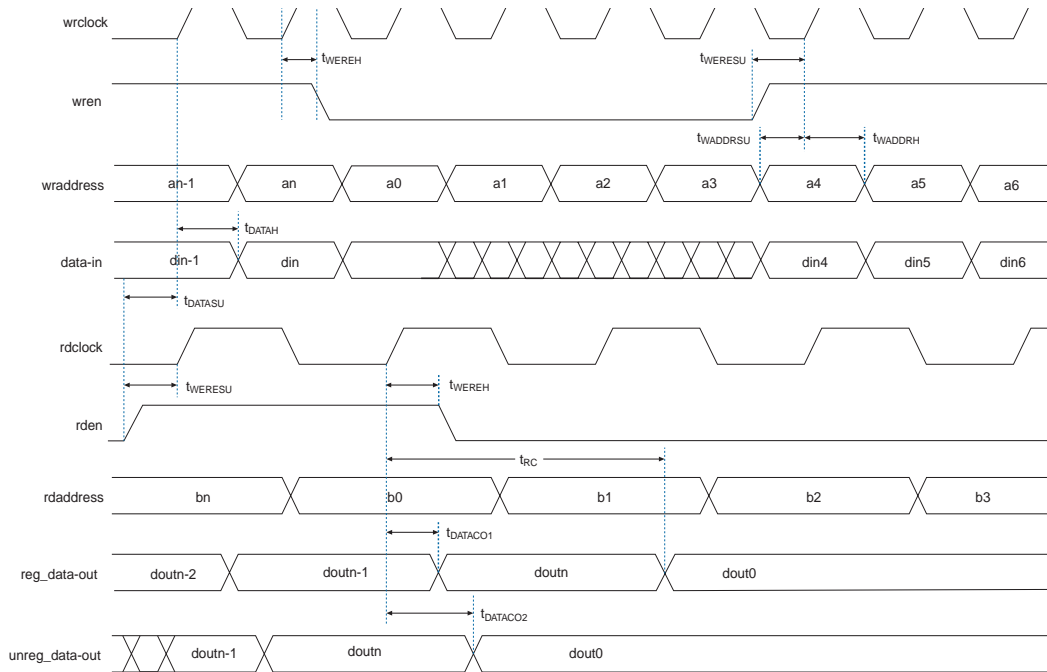 wrclock
tWEREH
tWERESU
wren
tWADDRSU
tWADDRH
wraddress an-1 an a0 a1 a2 a3 a4 a5 a6
tDATAH
data-in din-1 din din4 din5 din6
tDATASU
rdclock
tWERESU tWEREH
rden
tRC
rdaddress bn b0 b1 b2 b3
tDATACO1
reg_data-out doutn-2 doutn-1 doutn dout0
tDATACO2
unreg_data-out doutn-1 doutn dout0